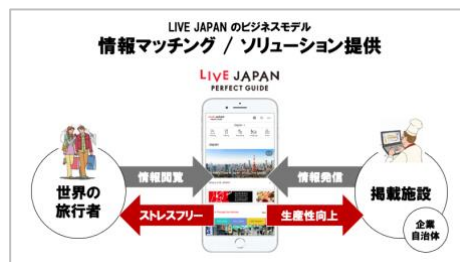 LIVE JAPAN のビジネスモデル
情報マッチング / ソリューション提供
LIVE JAPAN
PERFECT GUIDE
世界の
旅行者
情報閲覧
情報発信
ストレスフリー
生産性向上
掲載施設
企業
自治体